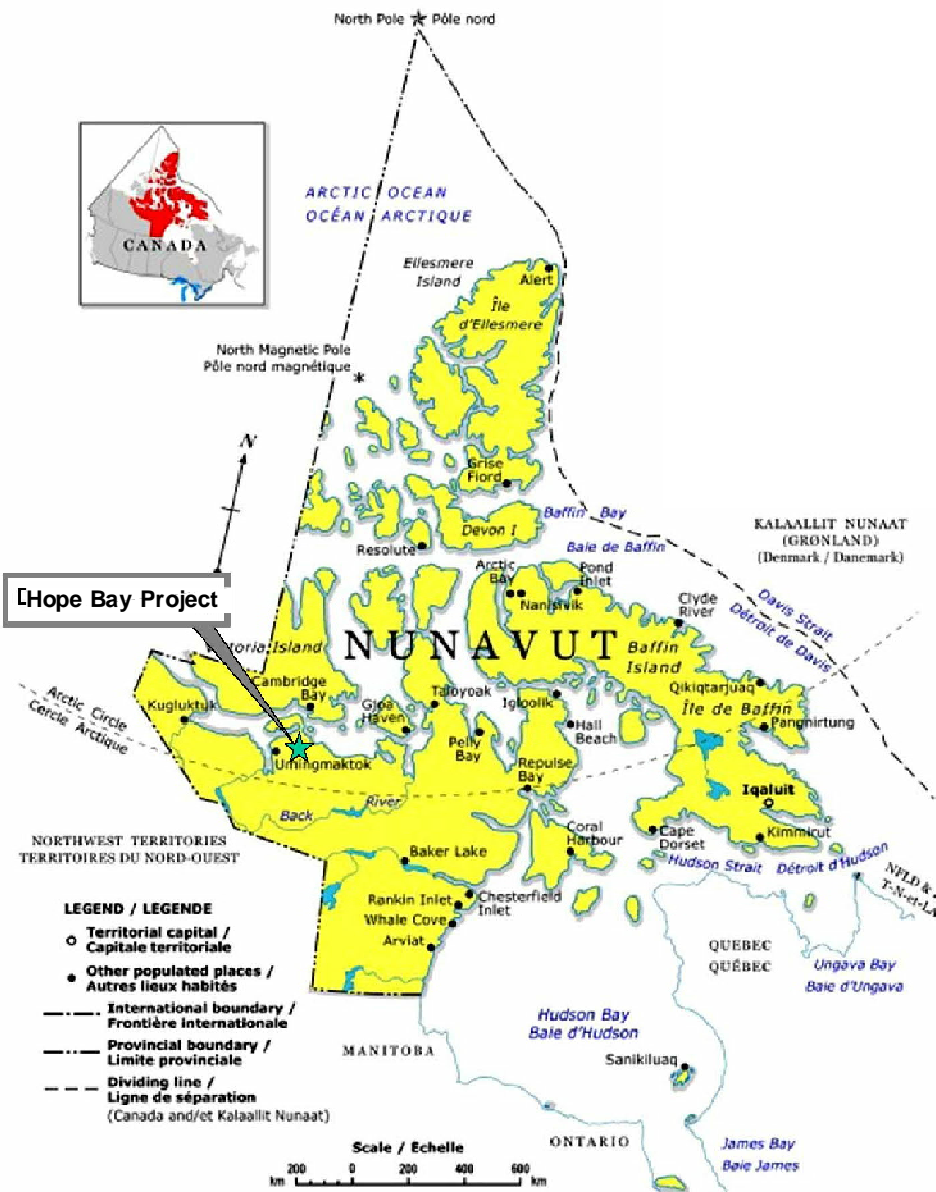 North Pole Pôle nord
ARCTIC OCEAN
OCÉAN ARCTIQUE
CANADA
Ellesmere
Island
Alert
Île
d'Ellesmere
North Magnetic Pole
Pôle nord magnétique
N
Grise
Fiord
Devon I
Baffin Bay
Baie de Baffin
KALAALLIT NUNAAT
(GRØNLAND)
(Denmark / Danemark)
Resolute
Arctic
Bay
Nanisivik
Pond
Inlet
Clyde
River
Davis Strait
Détroit de Davis
Hope Bay Project
toria Island
NUNAVUT
Baffin
Island
Cambridge
Bay
Kugluktuk
Gjoa
Haven
Taloyoak
Igloolik
Qikiqtarjuaq
Île de Baffin
Pangnirtung
Arctic Circle
Cercle Arctique
Pelly
Bay
Hall
Beach
Umingmaktok
Repulse
Bay
Iqaluit
Back River
Kimmirut
Cape
Dorset
Coral
Harbour
Hudson Strait Détroit d'Hudson
NFLD &
T-N-et-LA
NORTHWEST TERRITORIES
TERRITOIRES DU NORD-OUEST
Baker Lake
Rankin Inlet
Chesterfield
Inlet
Whale Cove
Arviat
QUEBEC
QUÉBEC
Ungava Bay
Baie d'Ungava
LEGEND / LEGENDE
Territorial capital /
Capitale territoriale
Other populated places /
Autres lieux habités
International boundary /
Frontière internationale
Provincial boundary /
Limite provinciale
Dividing line /
Ligne de séparation
(Canada and/et Kalaallit Nunaat)
Hudson Bay
Baie d'Hudson
MANITOBA
Sanikiluaq
ONTARIO
James Bay
Baie James
Scale / Echelle
200 0 200 400 600
km km